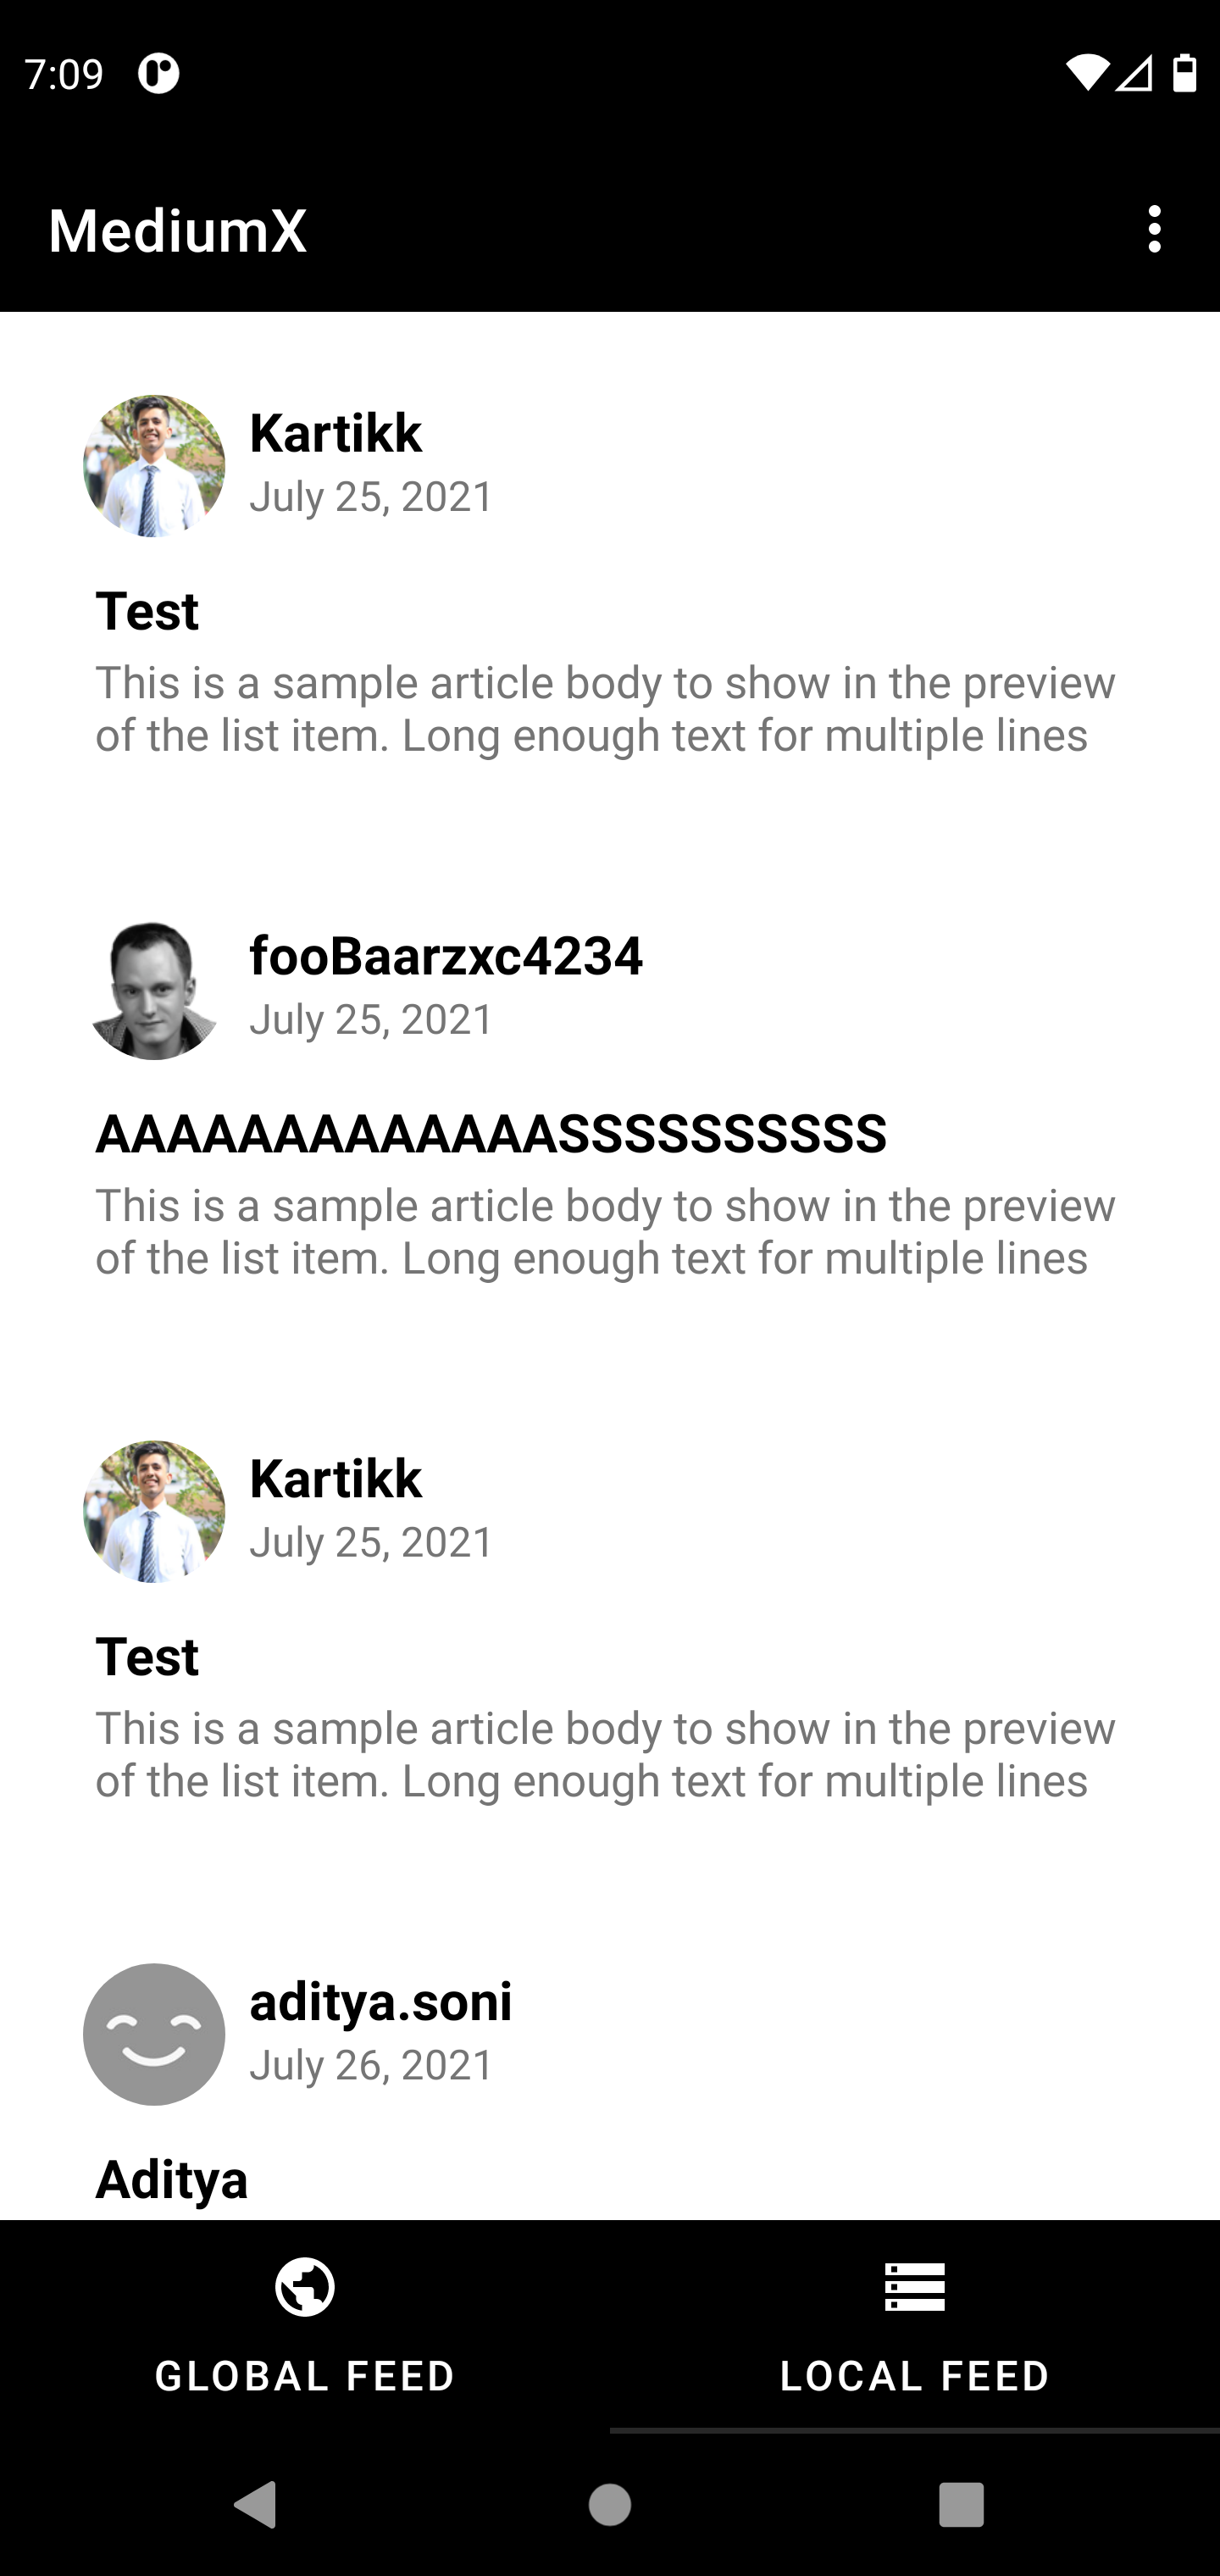 7:09
MediumX
Kartikk
July 25, 2021
Test
This is a sample article body to show in the preview
of the list item. Long enough text for multiple lines
fooBaarzxc4234
July 25, 2021
AAAAAAAAAAAAASSSSSSSSSS
This is a sample article body to show in the preview
of the list item. Long enough text for multiple lines
Kartikk
July 25, 2021
Test
This is a sample article body to show in the preview
of the list item. Long enough text for multiple lines
aditya.soni
July 26, 2021
Aditya
GLOBAL FEED
LOCAL FEED